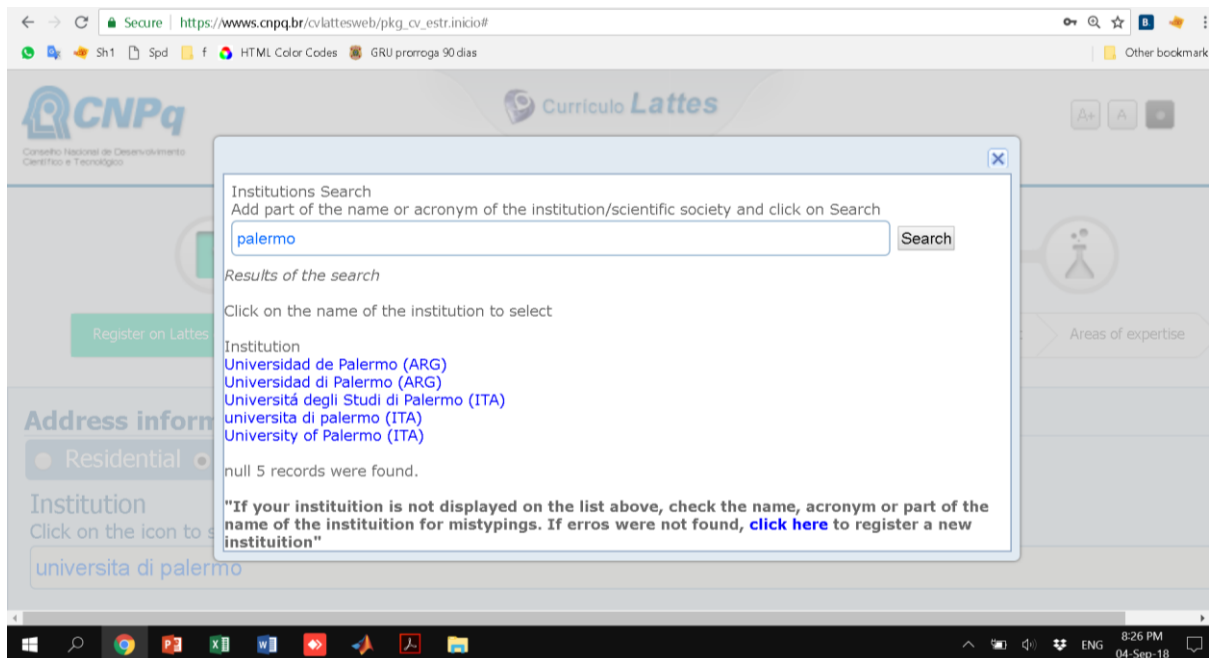 Secure https://wwws.cnpq.br/cvlattesweb/pkg_cv_estr.inicio#
Sh1 Spd f HTML Color Codes GRU prorroga 90 dias Other bookmark
CNPq
Conselho Nacional de Desenvolvimento
Científico e Tecnológico
Currículo Lattes
A+ A
Institutions Search
Add part of the name or acronym of the institution/scientific society and click on Search
palermo Search
Results of the search
Click on the name of the institution to select
Register on Lattes
Areas of expertise
Institution
Universidad de Palermo (ARG)
Universidad di Palermo (ARG)
Universitá degli Studi di Palermo (ITA)
universita di palermo (ITA)
University of Palermo (ITA)
null 5 records were found.
"If your instituition is not displayed on the list above, check the name, acronym or part of the
name of the instituition for mistypings. If erros were not found, click here to register a new
instituition"
Address inform
Residential
Institution
Click on the icon to s
universita di palermo
ENG
8:26 PM
04-Sep-18